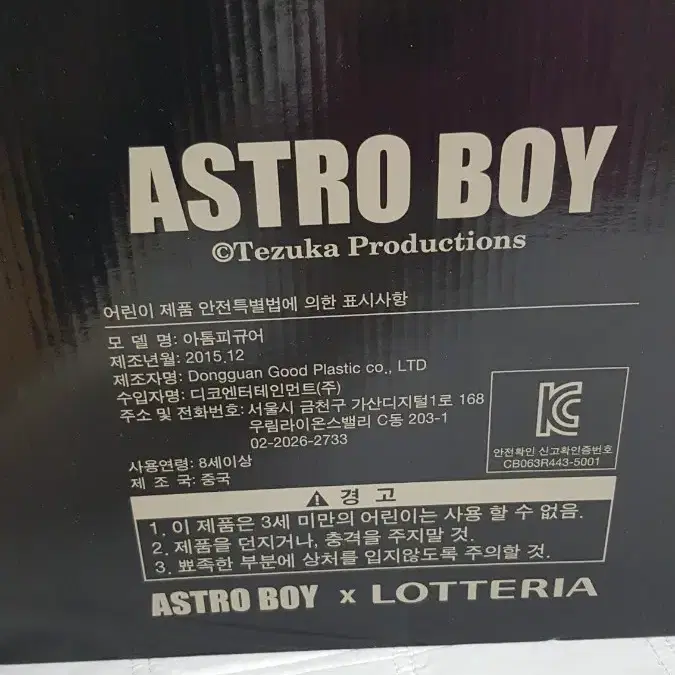 ASTRO BOY
©Tezuka Productions
어린이 제품 안전특별법에 의한 표시사항
모 델 명: 아톰피규어
제조년월: 2015.12
제조자명: Dongguan Good Plastic co., LTD
수입자명: 디코엔터테인먼트(주)
주소 및 전화번호: 서울시 금천구 가산디지털1로 168
우림라이온스밸리 C동 203-1
02-2026-2733
사용연령: 8세이상
제 조 국: 중국
안전확인 신고확인증번호
CB063R443-5001
경 고
1. 이 제품은 3세 미만의 어린이는 사용 할 수 없음.
2. 제품을 던지거나, 충격을 주지말 것.
3. 뾰족한 부분에 상처를 입지않도록 주의할 것.
ASTRO BOY x LOTTERIA